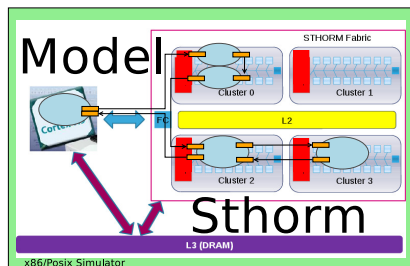 Model
STHORM Fabric
Cluster 0
Cluster 1
Cortex
FC
L2
Cluster 2
Cluster 3
Sthorm
L3 (DRAM)
x86/Posix Simulator